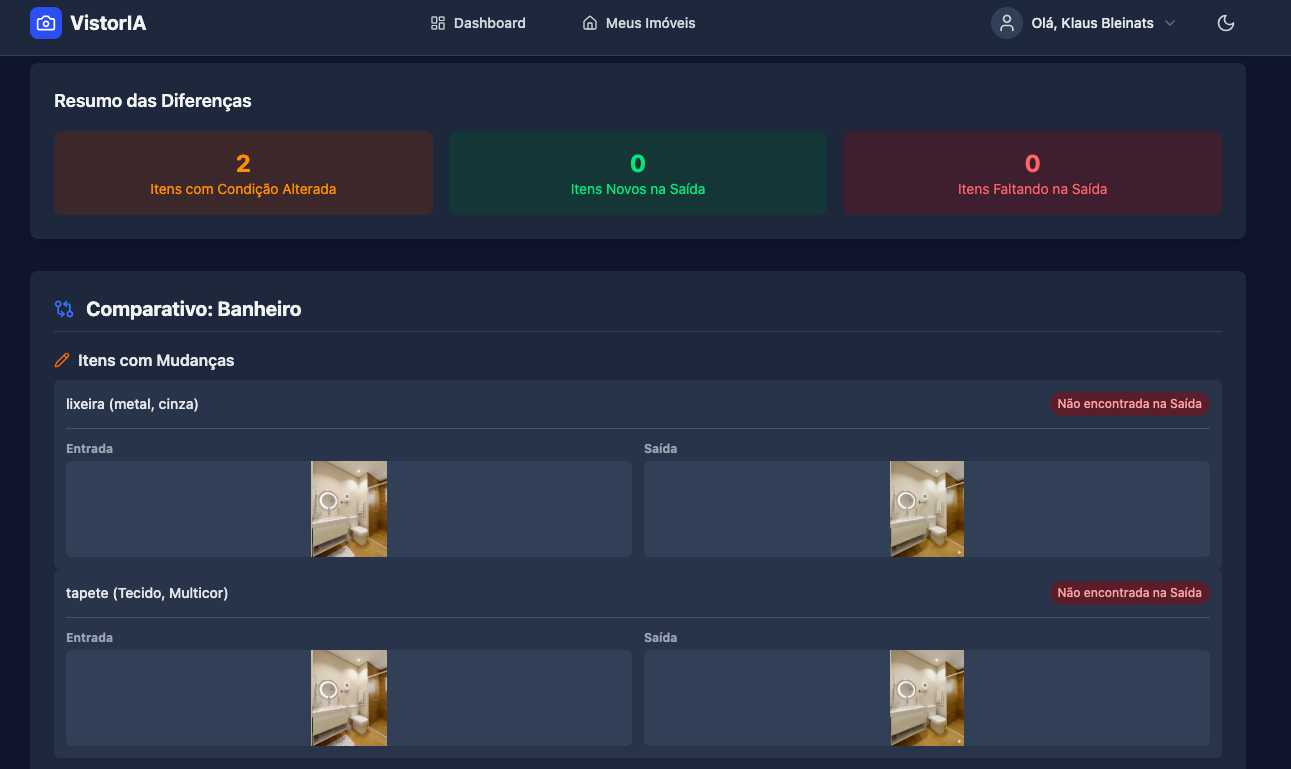 VistorIA
Dashboard
Meus Imóveis
Olá, Klaus Bleinats
Resumo das Diferenças
2
Itens com Condição Alterada
0
Itens Novos na Saída
0
Itens Faltando na Saída
Comparativo: Banheiro
Itens com Mudanças
lixeira (metal, cinza)
Não encontrada na Saída
Entrada
Saída
tapete (Tecido, Multicor)
Não encontrada na Saída
Entrada
Saída